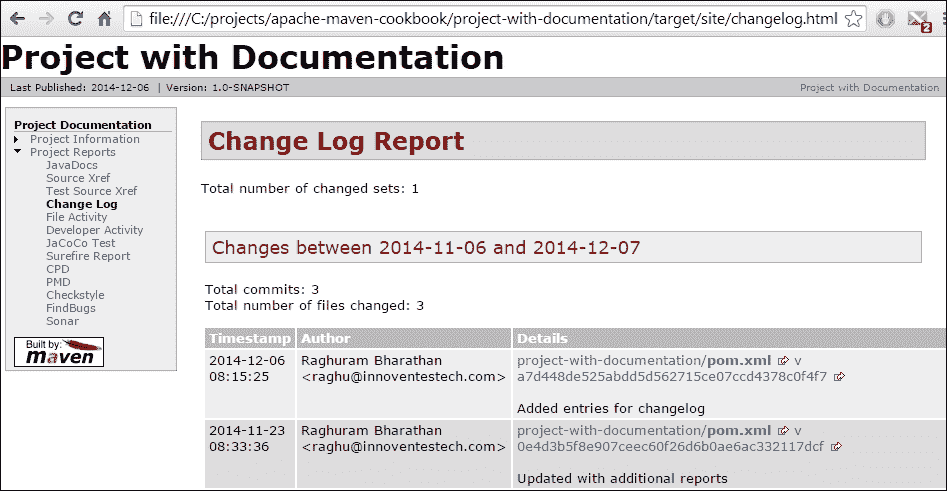 file:///C:/projects/apache-maven-cookbook/project-with-documentation/target/site/changelog.html
2
Project with Documentation
Last Published: 2014-12-06 | Version: 1.0-SNAPSHOT
Project with Documentation
Project Documentation
Project Information
Project Reports
JavaDocs
Source Xref
Test Source Xref
Change Log
File Activity
Developer Activity
JaCoCo Test
Surefire Report
CPD
PMD
Checkstyle
FindBugs
Sonar
Built by:
maven
Change Log Report
Total number of changed sets: 1
Changes between 2014-11-06 and 2014-12-07
Total commits: 3
Total number of files changed: 3
Timestamp Author Details
2014-12-06 Raghuram Bharathan project-with-documentation/pom.xml v
08:15:25 <raghu@innoventestech.com> a7d448de525abdd5d562715ce07ccd4378c0f4f7
Added entries for changelog
2014-11-23 Raghuram Bharathan project-with-documentation/pom.xml v
08:33:36 <raghu@innoventestech.com> 0e4d3b5f8e907ceec60f26d6b0ae6ac332117dcf
Updated with additional reports